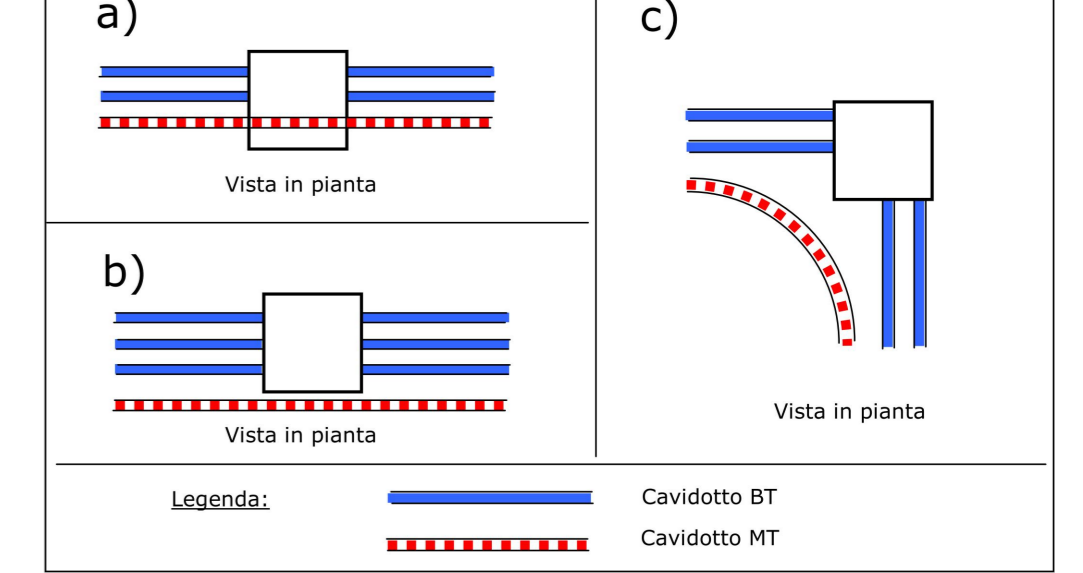 a)
Vista in pianta
b)
Vista in pianta
c)
Vista in pianta
Legenda:
Cavidotto BT
Cavidotto MT